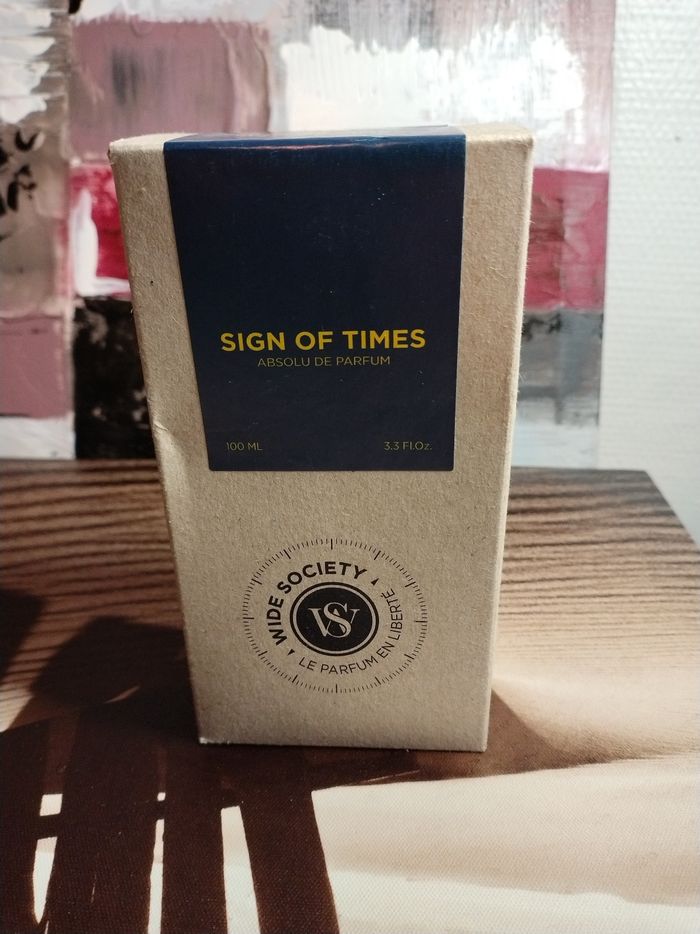 SIGN OF TIMES
ABSOLU DE PARFUM
100 ML 3.3 Fl.Oz.
WIDE SOCIETY
WS
LE PARFUM EN LIBERTÉ